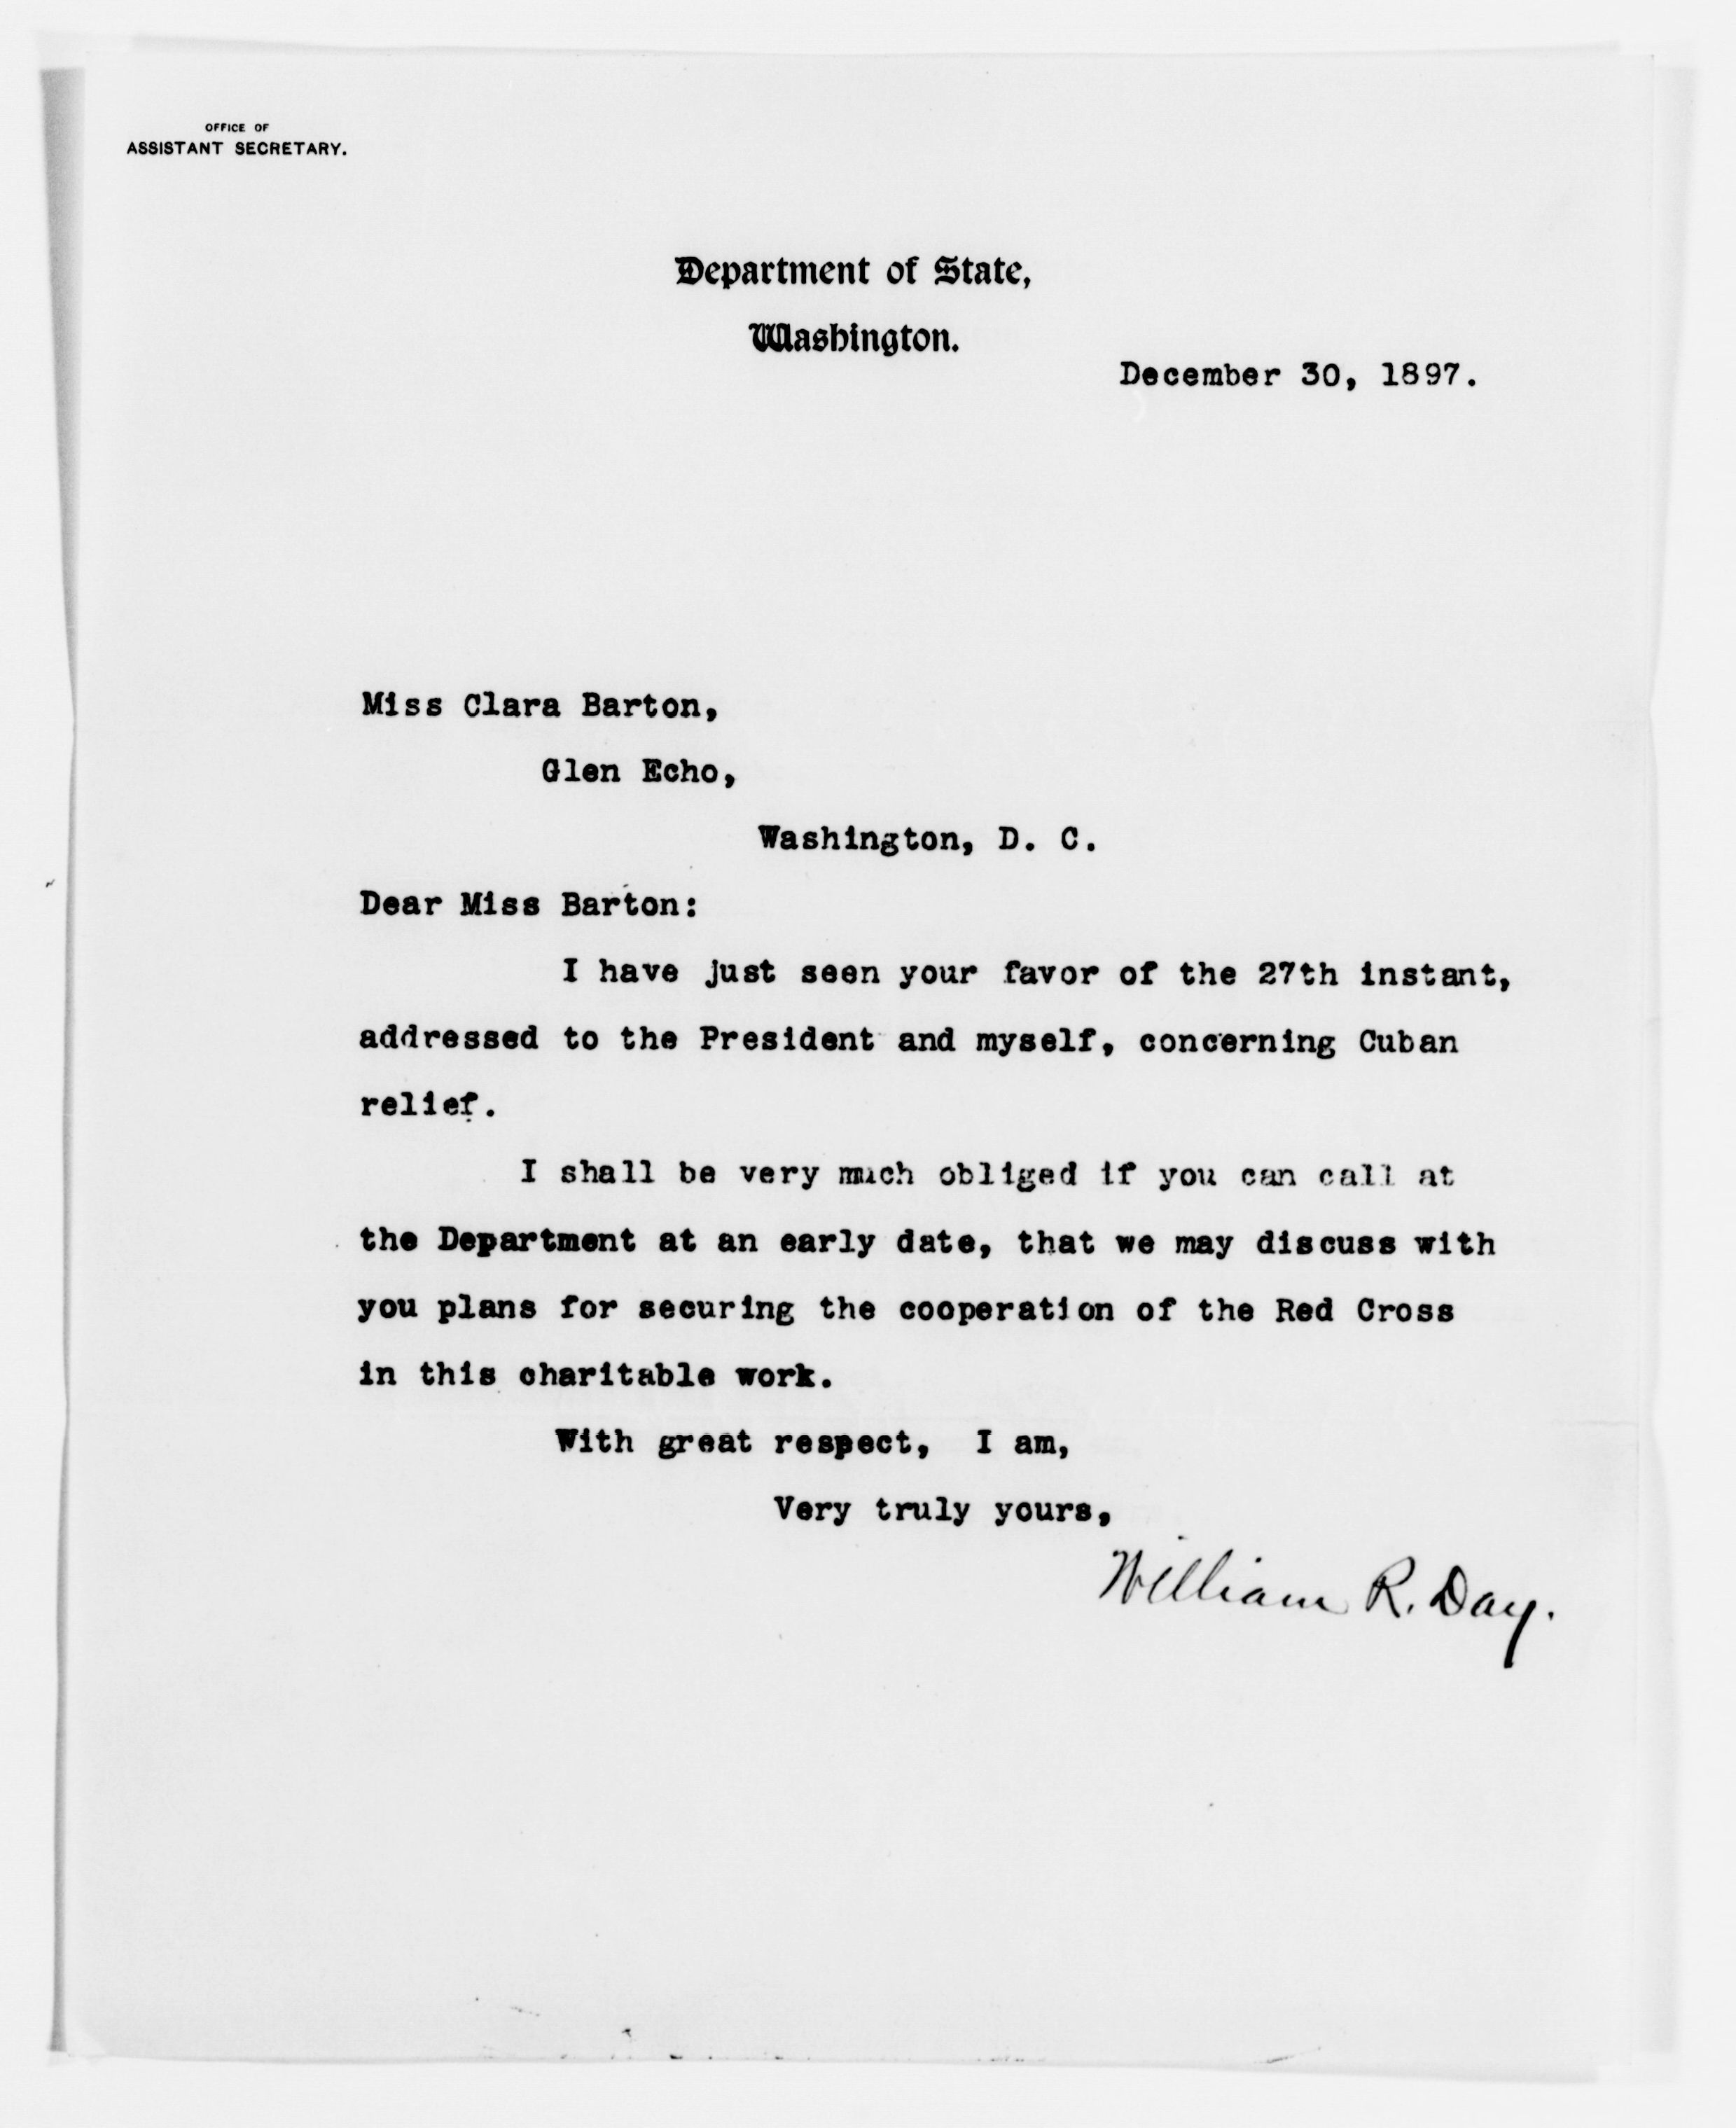 OFFICE OF
ASSISTANT SECRETARY.
Department of State,
Washington.
December 30, 1897.
Miss Clara Barton,
Glen Echo,
Washington, D. C.
Dear Miss Barton:
I have just seen your favor of the 27th instant,
addressed to the President and myself, concerning Cuban
relief.
I shall be very much obliged if you can call at
the Department at an early date, that we may discuss with
you plans for securing the cooperation of the Red Cross
in this charitable work.
With great respect, I am,
Very truly yours,
William R. Day.